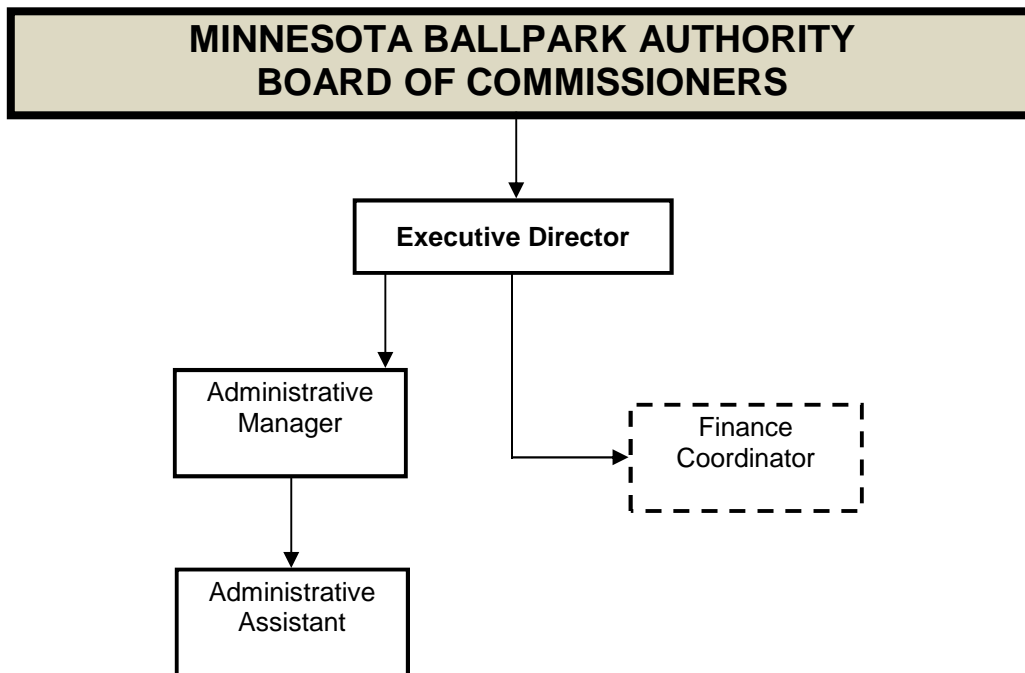 MINNESOTA BALLPARK AUTHORITY
BOARD OF COMMISSIONERS
Executive Director
Administrative
Manager
Finance
Coordinator
Administrative
Assistant